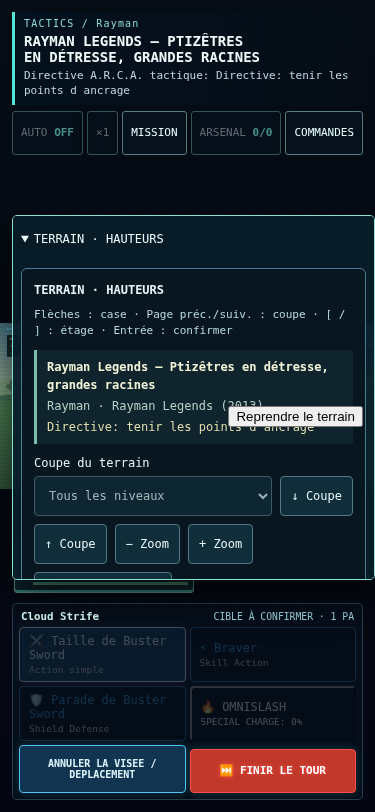 TACTICS / Rayman
RAYMAN LEGENDS — PTIZÊTRES
EN DÉTRESSE, GRANDES RACINES
Directive A.R.C.A. tactique: Directive: tenir les
points d ancrage
AUTO OFF
×1
MISSION
ARSENAL 0/0
COMMANDES
▼ TERRAIN · HAUTEURS
TERRAIN · HAUTEURS
Flèches : case · Page préc./suiv. : coupe · [ /
] : étage · Entrée : confirmer
Rayman Legends — Ptizêtres en détresse,
grandes racines
Rayman · Rayman Legends (2013)
Reprendre le terrain
Directive: tenir les points d ancrage
Coupe du terrain
Tous les niveaux
↓ Coupe
↑ Coupe
− Zoom
+ Zoom
Cloud Strife
CIBLE À CONFIRMER · 1 PA
⚔️ Taille de Buster
Sword
Action simple
⚡ Braver
Skill Action
🛡️ Parade de Buster
Sword
Shield Defense
🔥 OMNISLASH
SPECIAL CHARGE: 0%
ANNULER LA VISEE /
DEPLACEMENT
⏩ FINIR LE TOUR